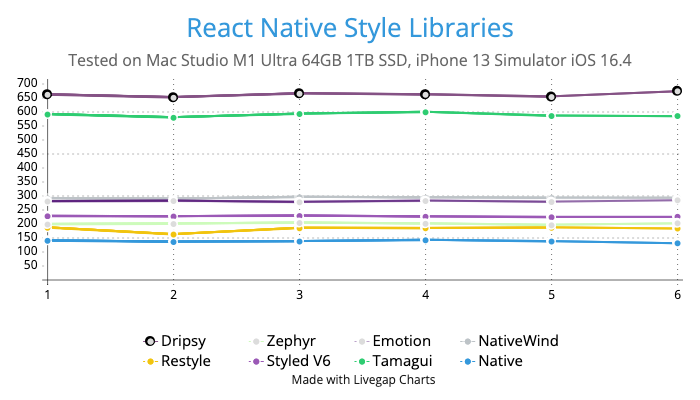 React Native Style Libraries
Tested on Mac Studio M1 Ultra 64GB 1TB SSD, iPhone 13 Simulator iOS 16.4
700
650
600
550
500
450
400
350
300
250
200
150
100
50
1 2 3 4 5 6
Dripsy Zephyr Emotion NativeWind
Restyle Styled V6 Tamagui Native
Made with Livegap Charts